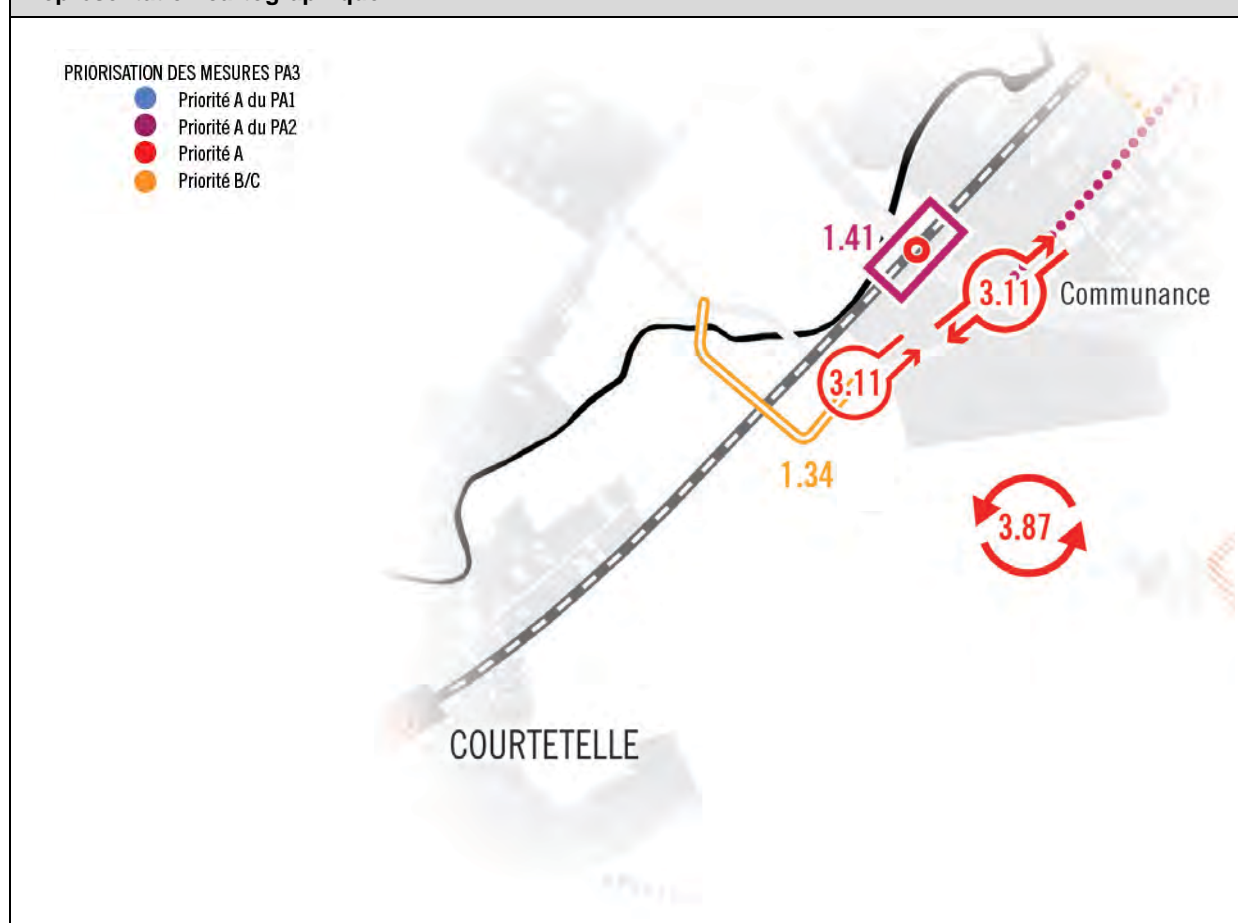 PRIORISATION DES MESURES PA3
Priorité A du PA1
Priorité A du PA2
Priorité A
Priorité B/C
1.41
3.11 Communance
3.11
1.34
3.87
COURTETELLE